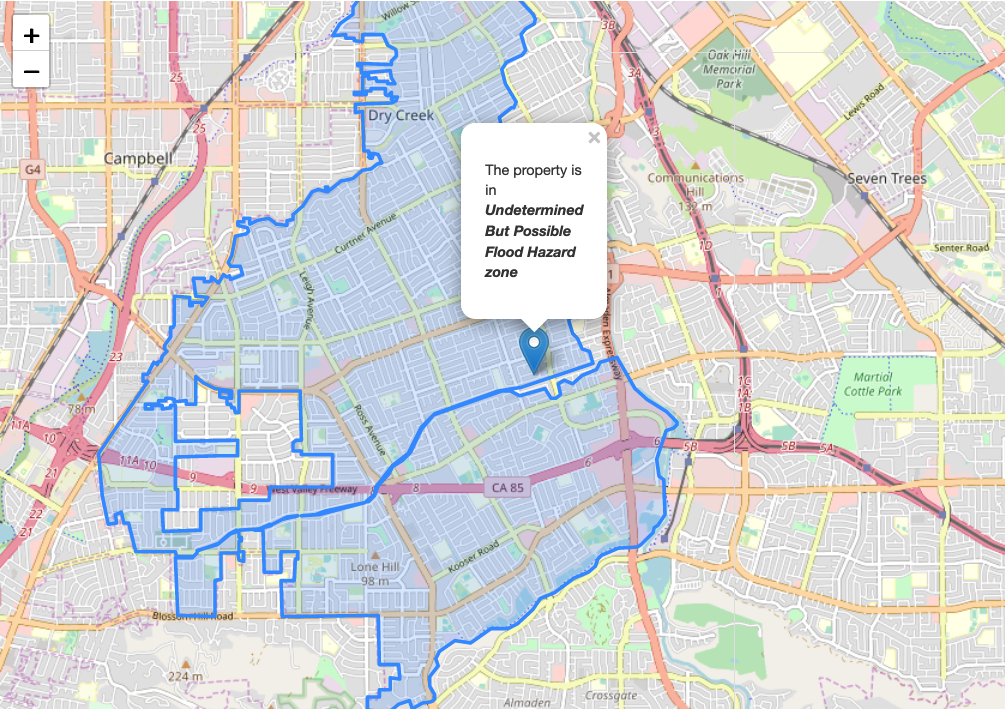 +
−
Willow S
3B
3A
25
Oak Hill
Memorial
Park
Lewis Road
Dry Creek
25
Campbell
G4
×
The property is
in
Undetermined
But Possible
Flood Hazard
zone
Communications
Hill
132 m
Seven Trees
Curtner Avenue
1D
Senter Road
1
Leigh Avenue
den Expressway
23
Martial
Cottle Park
1C
1A
1B
78 m
Ross Avenue
11A
10
11A 10
9
9
21
6
6
5B
5B
5A
West Valley Freeway
8
CA 85
22
21
Kooser Road
Lone Hill
98 m
Blossom Hill Road
224 m
Almaden
Crossgate